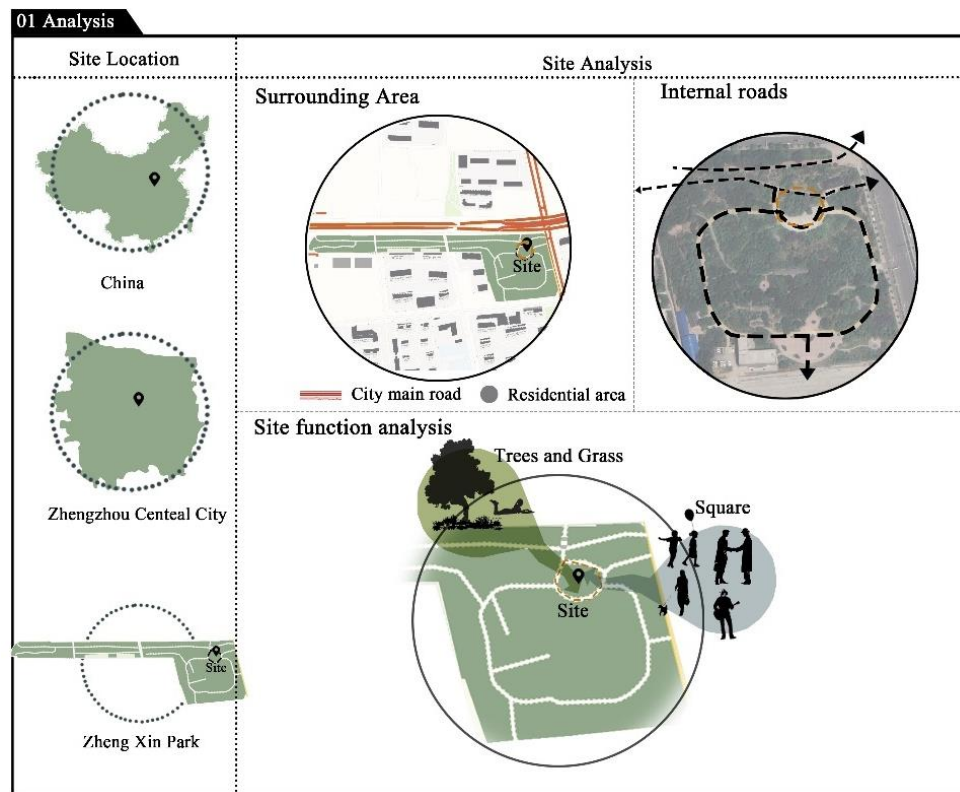 01 Analysis
Site Location
Site Analysis
China
Zhengzhou Centeal City
Site
Zheng Xin Park
Surrounding Area
Site
City main road
Residential area
Internal roads
Site function analysis
Trees and Grass
Square
Site